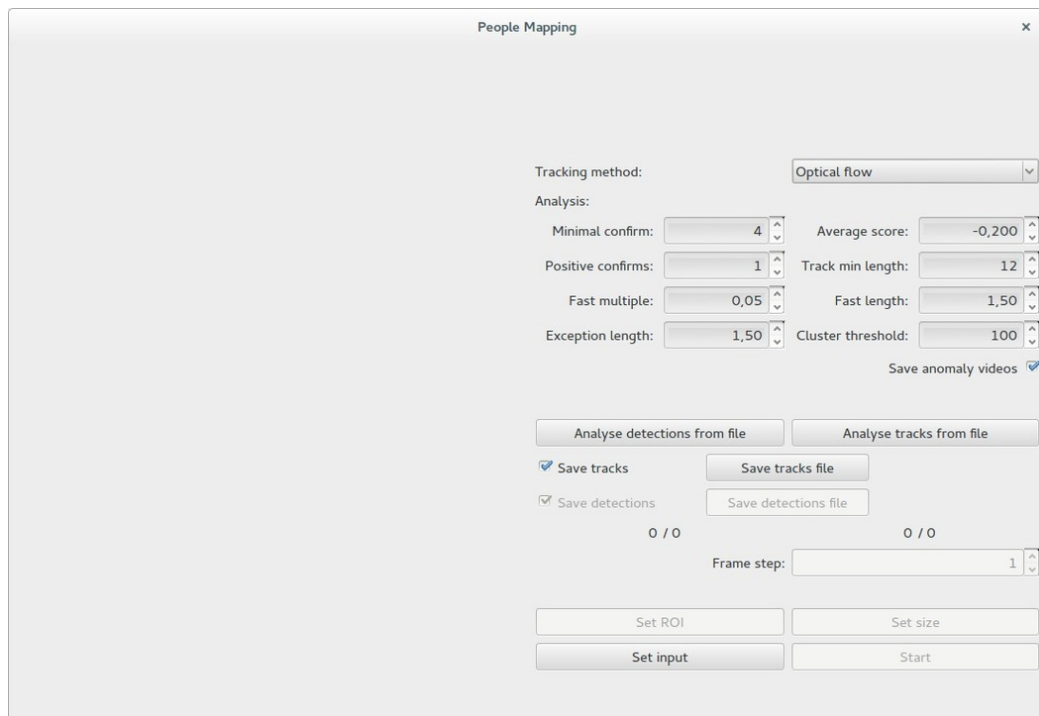 People Mapping ×
Tracking method: Optical flow
Analysis:
Minimal confirm: 4 Average score: -0,200
Positive confirms: 1 Track min length: 12
Fast multiple: 0,05 Fast length: 1,50
Exception length: 1,50 Cluster threshold: 100
Save anomaly videos
Analyse detections from file Analyse tracks from file
Save tracks Save tracks file
Save detections Save detections file
0 / 0 0 / 0
Frame step: 1
Set ROI Set size
Set input Start